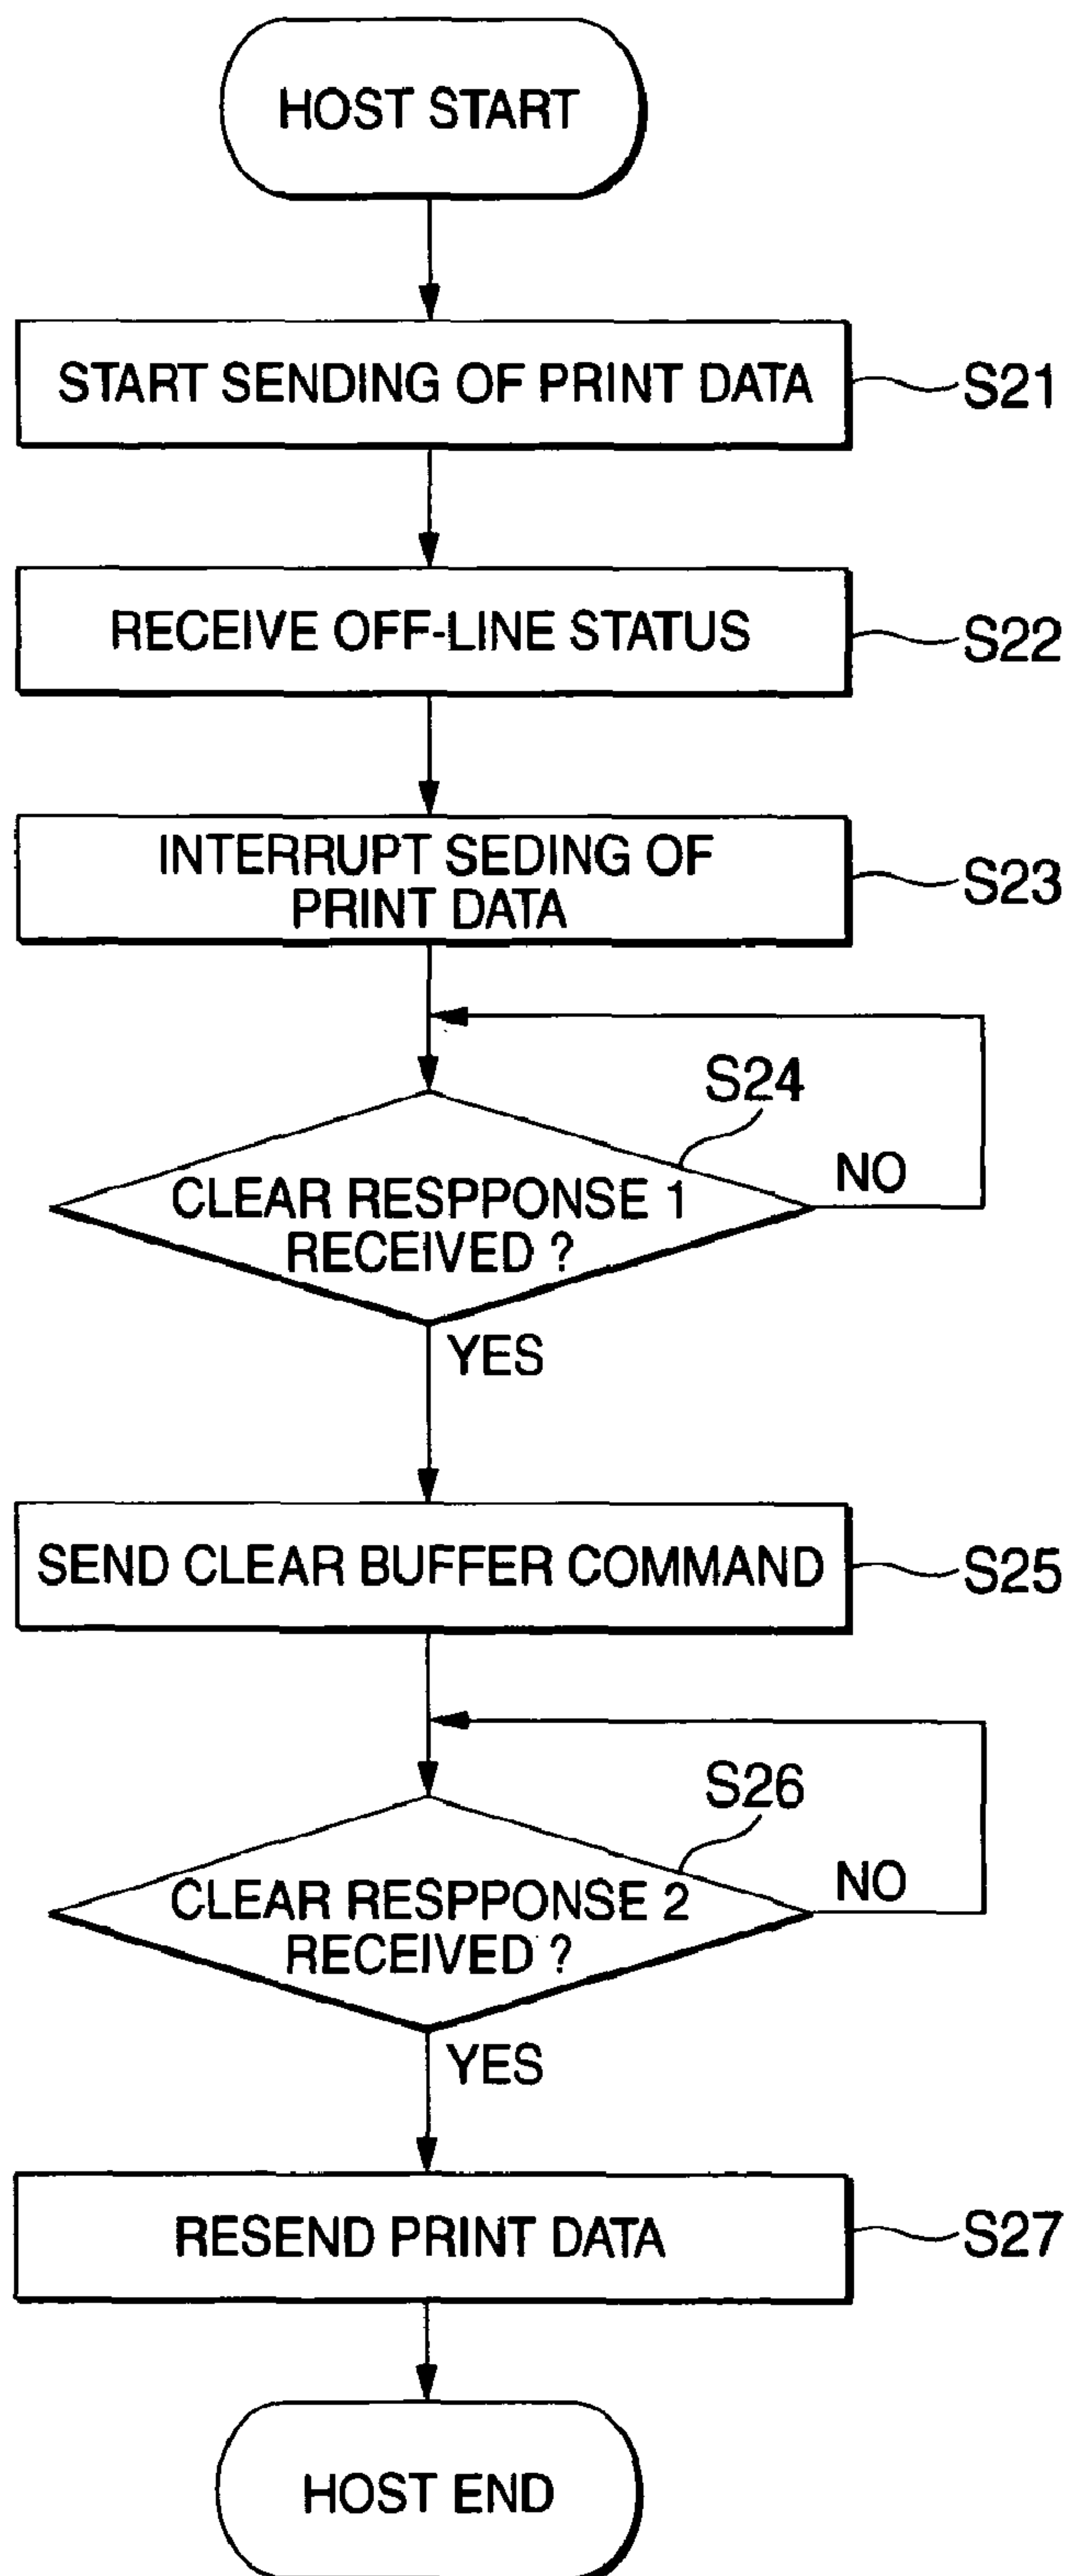 HOST START
START SENDING OF PRINT DATA
S21
RECEIVE OFF-LINE STATUS
S22
INTERRUPT SEDING OF
PRINT DATA
S23
S24
CLEAR RESPPONSE 1
RECEIVED ?
NO
YES
SEND CLEAR BUFFER COMMAND
S25
S26
CLEAR RESPPONSE 2
RECEIVED ?
NO
YES
RESEND PRINT DATA
S27
HOST END